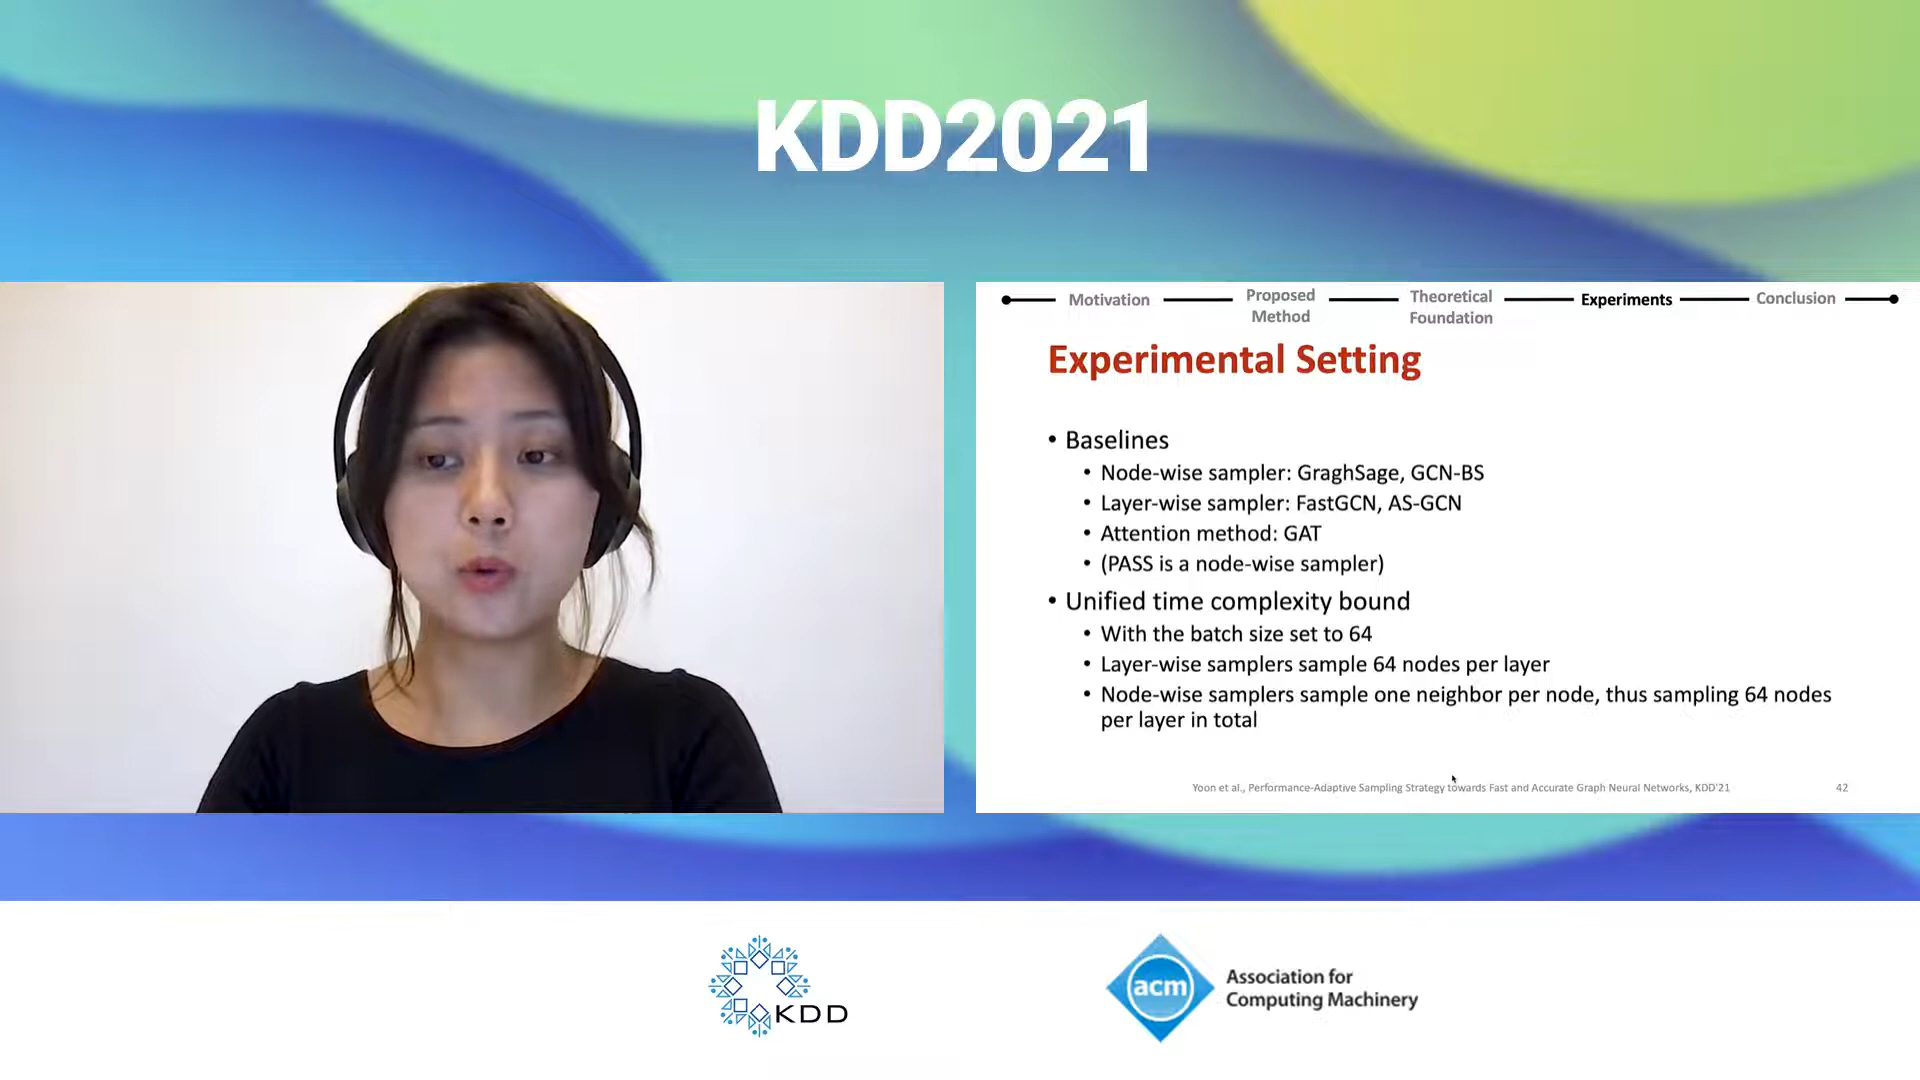 KDD2021
Motivation
Proposed
Method
Theoretical
Foundation
Experiments
Conclusion
Experimental Setting
• Baselines
• Node-wise sampler: GraghSage, GCN-BS
• Layer-wise sampler: FastGCN, AS-GCN
• Attention method: GAT
• (PASS is a node-wise sampler)
• Unified time complexity bound
• With the batch size set to 64
• Layer-wise samplers sample 64 nodes per layer
• Node-wise samplers sample one neighbor per node, thus sampling 64 nodes
per layer in total
Yoon et al., Performance-Adaptive Sampling Strategy towards Fast and Accurate Graph Neural Networks, KDD'21
42
KDD
acm
Association for
Computing Machinery